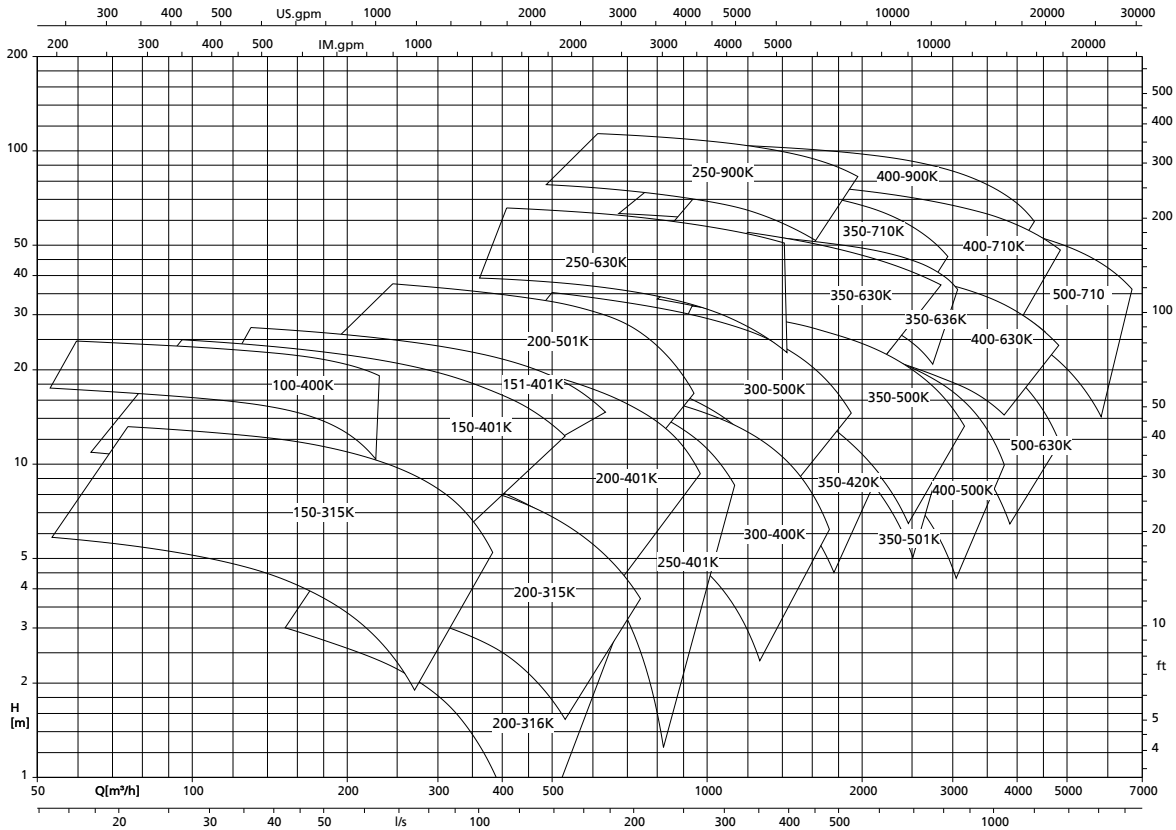 300 400 500 US.gpm 1000 2000 3000 4000 5000 10000 20000 30000
200 300 400 500 IM.gpm 1000 2000 3000 4000 5000 10000 20000
200
500
400
100
300
250-900K
400-900K
200
350-710K
50
400-710K
250-630K
40
350-630K
500-710
100
30
350-636K
400-630K
200-501K
20
100-400K
151-401K
300-500K
350-500K
50
150-401K
40
500-630K
10
30
200-401K
350-420K
400-500K
150-315K
20
300-400K
350-501K
5
250-401K
4
200-315K
3
10
ft
2
H
[m]
200-316K
5
4
1
50 Q[m³/h] 100 200 300 400 500 1000 2000 3000 4000 5000 7000
20 30 40 50 l/s 100 200 300 400 500 1000